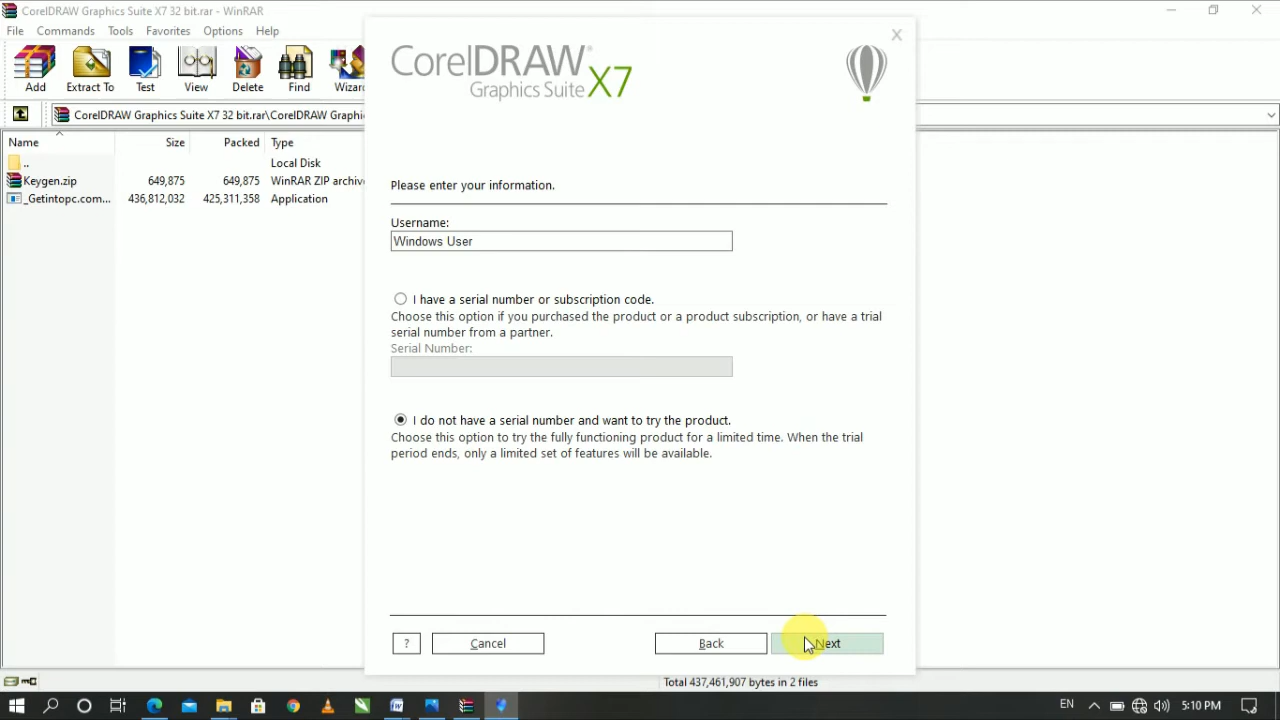 CorelDRAW Graphics Suite X7 32 bit.rar - WinRAR
File Commands Tools Favorites Options Help
Add Extract To Test View Delete Find Wizard
CorelDRAW Graphics Suite X7 32 bit.rar\CorelDRAW Graphi
Name Size Packed Type
.. Local Disk
Keygen.zip 649,875 649,875 WinRAR ZIP archive
_Getintopc.com... 436,812,032 425,311,358 Application
X
CorelDRAW®
Graphics Suite X7
Please enter your information.
Username:
Windows User
I have a serial number or subscription code.
Choose this option if you purchased the product or a product subscription, or have a trial
serial number from a partner.
Serial Number:
I do not have a serial number and want to try the product.
Choose this option to try the fully functioning product for a limited time. When the trial
period ends, only a limited set of features will be available.
? Cancel Back Next
Total 437,461,907 bytes in 2 files
EN 5:10 PM